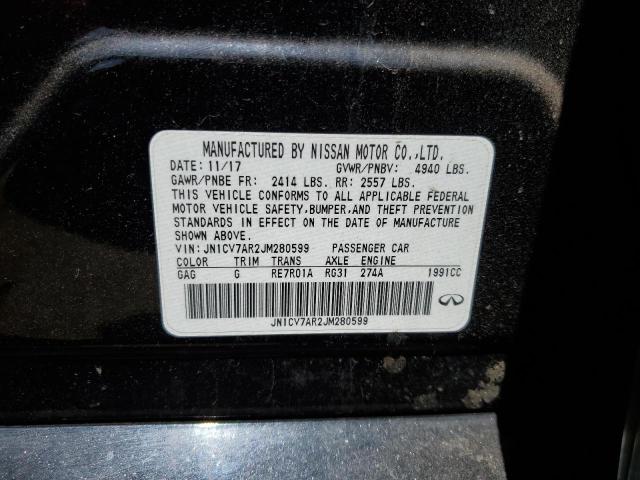 MANUFACTURED BY NISSAN MOTOR CO.,LTD.
DATE: 11/17 GVWR/PNBV: 4940 LBS.
GAWR/PNBE FR: 2414 LBS. RR: 2557 LBS.
THIS VEHICLE CONFORMS TO ALL APPLICABLE FEDERAL
MOTOR VEHICLE SAFETY,BUMPER,AND THEFT PREVENTION
STANDARDS IN EFFECT ON THE DATE OF MANUFACTURE
SHOWN ABOVE.
VIN:JN1CV7AR2JM280599 PASSENGER CAR
COLOR TRIM TRANS AXLE ENGINE
GAG G RE7R01A RG31 274A 1991CC
JN1CV7AR2JM280599